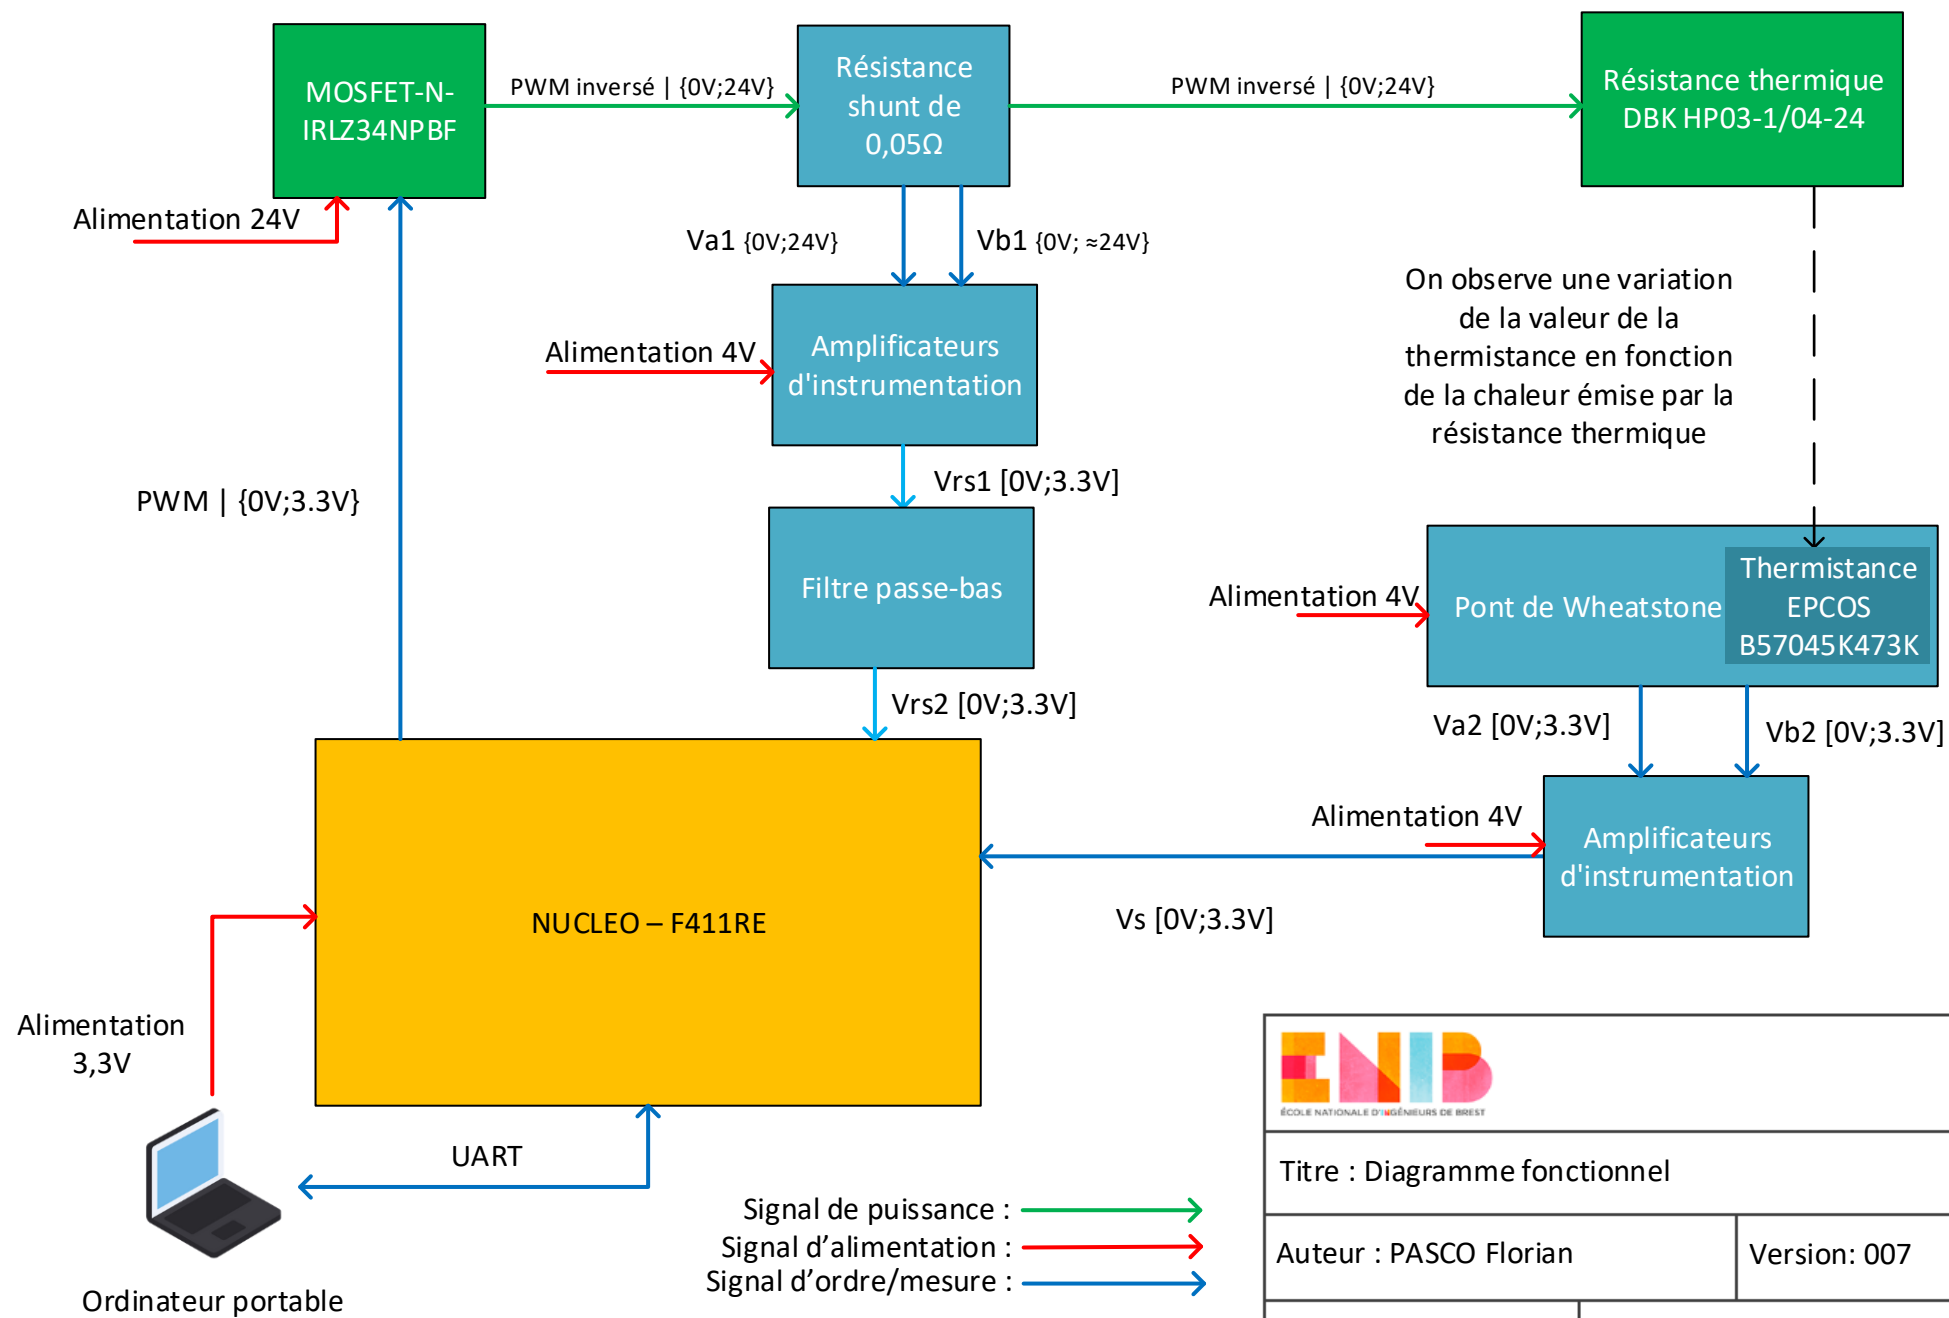 MOSFET-N-
IRLZ34NPBF
PWM inversé | {0V;24V}
Résistance
shunt de
0,05Ω
PWM inversé | {0V;24V}
Résistance thermique
DBK HP03-1/04-24
Alimentation 24V
Va1 {0V;24V}
Vb1 {0V; ≈24V}
On observe une variation
de la valeur de la
thermistance en fonction
de la chaleur émise par la
résistance thermique
Alimentation 4V
Amplificateurs
d'instrumentation
PWM | {0V;3.3V}
Vrs1 [0V;3.3V]
Filtre passe-bas
Alimentation 4V
Pont de Wheatstone
Thermistance
EPCOS
B57045K473K
Vrs2 [0V;3.3V]
Va2 [0V;3.3V]
Vb2 [0V;3.3V]
Alimentation 4V
Amplificateurs
d'instrumentation
NUCLEO – F411RE
Vs [0V;3.3V]
Alimentation
3,3V
UART
Ordinateur portable
Signal de puissance :
Signal d’alimentation :
Signal d’ordre/mesure :
ENIB
ÉCOLE NATIONALE D'INGÉNIEURS DE BREST
Titre : Diagramme fonctionnel
Auteur : PASCO Florian
Version: 007